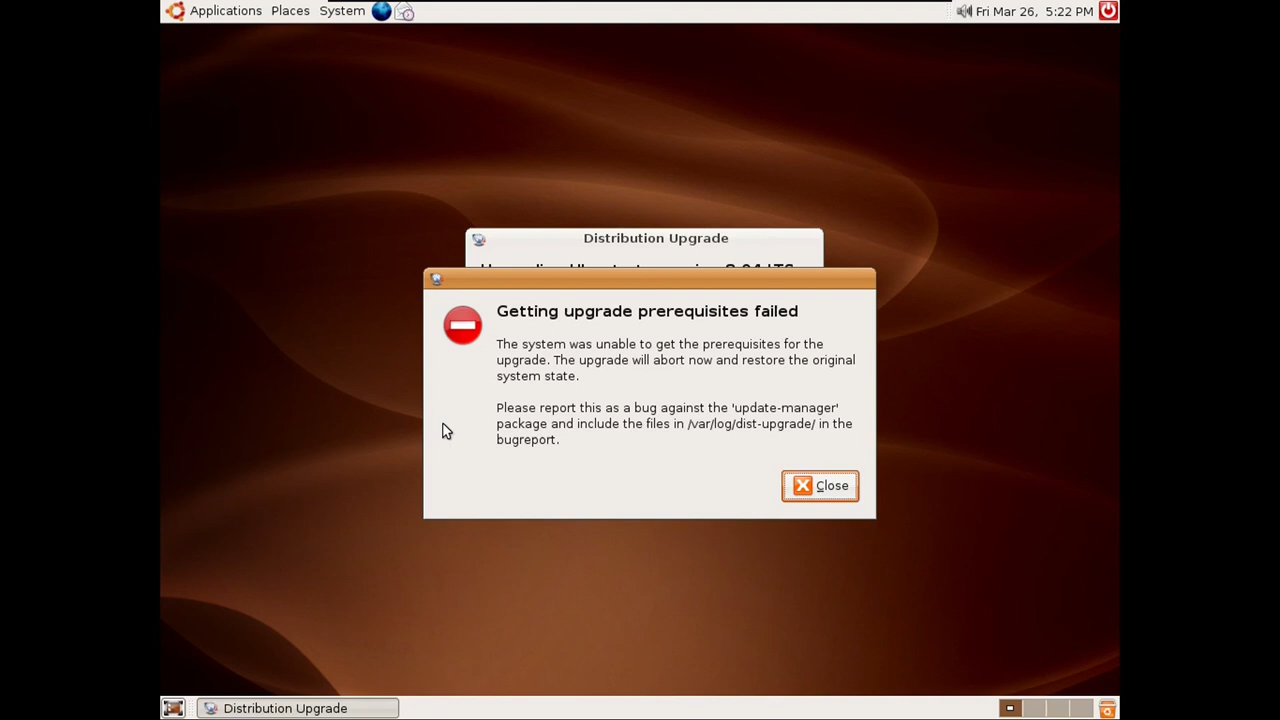 Applications Places System
Fri Mar 26, 5:22 PM
Distribution Upgrade
Getting upgrade prerequisites failed
The system was unable to get the prerequisites for the
upgrade. The upgrade will abort now and restore the original
system state.
Please report this as a bug against the 'update-manager'
package and include the files in /var/log/dist-upgrade/ in the
bugreport.
Close
Distribution Upgrade